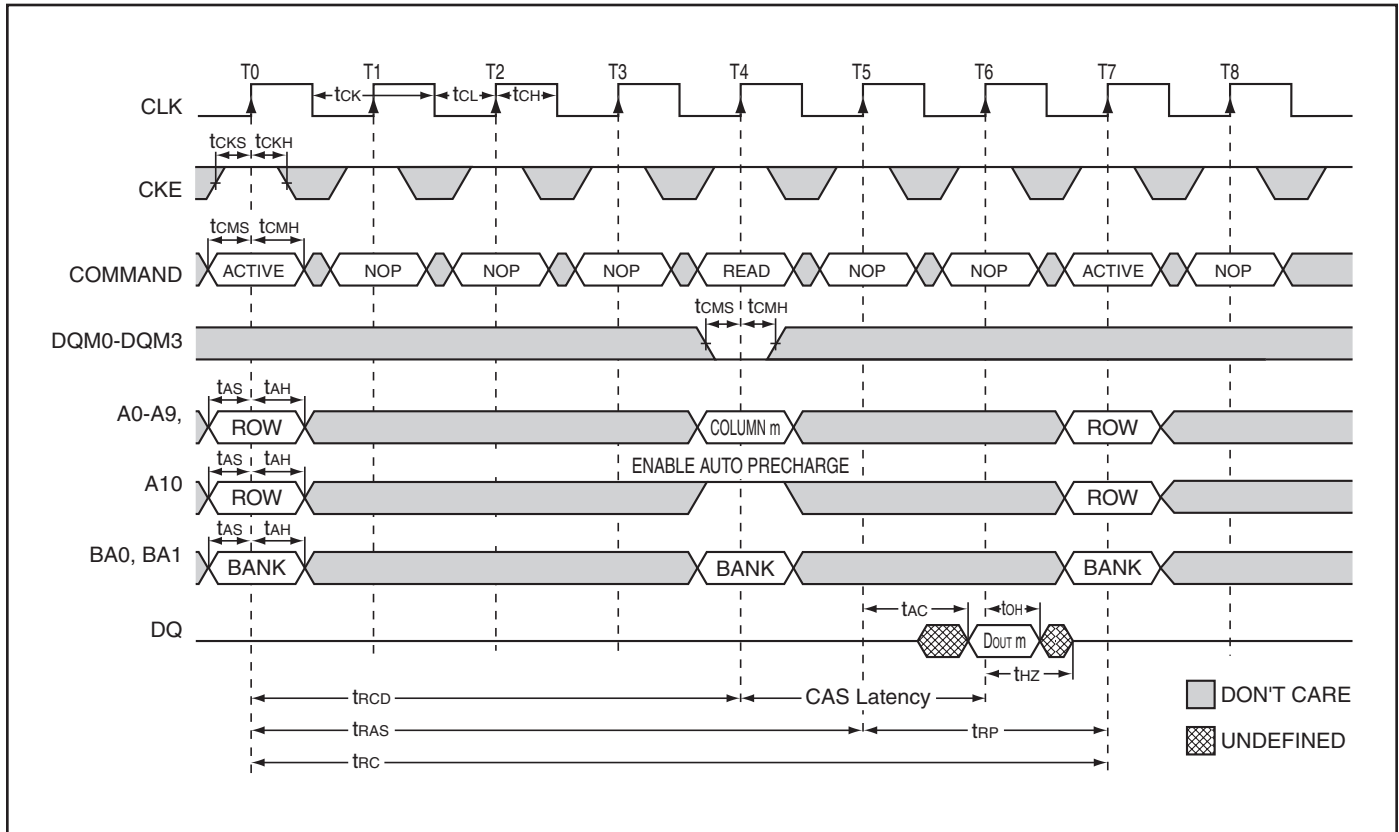 T0 T1 T2 T3 T4 T5 T6 T7 T8
CLK tCK tCL tCH
tCKS tCKH
CKE
tCMS tCMH
COMMAND ACTIVE NOP NOP NOP READ NOP NOP ACTIVE NOP
tCMS tCMH
DQM0-DQM3
tAS tAH
A0-A9, ROW COLUMN m ROW
tAS tAH ENABLE AUTO PRECHARGE
A10 ROW ROW
tAS tAH
BA0, BA1 BANK BANK BANK
tAC tOH
DQ DOUT m
tHZ
tRCD CAS Latency DON'T CARE
tRAS tRP
UNDEFINED
tRC